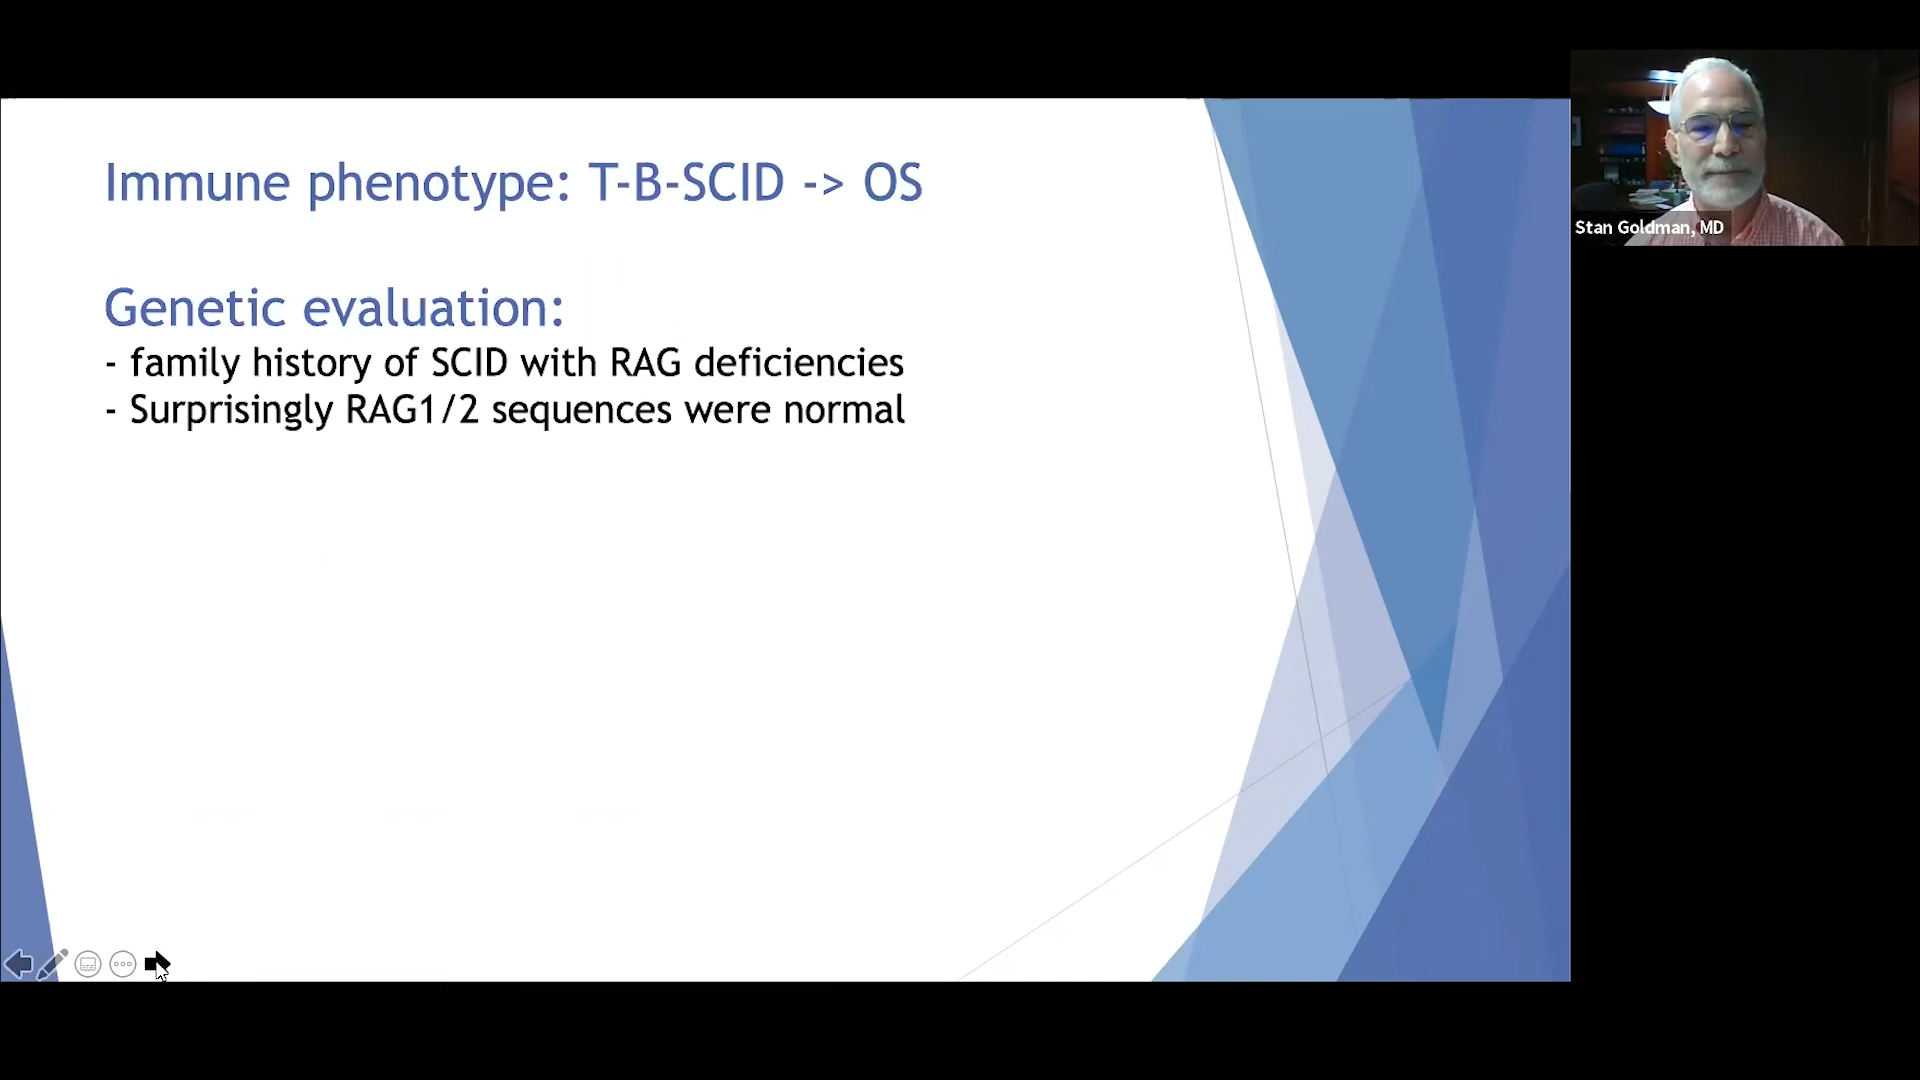 Immune phenotype: T-B-SCID -> OS
Genetic evaluation:
- family history of SCID with RAG deficiencies
- Surprisingly RAG1/2 sequences were normal
Stan Goldman, MD